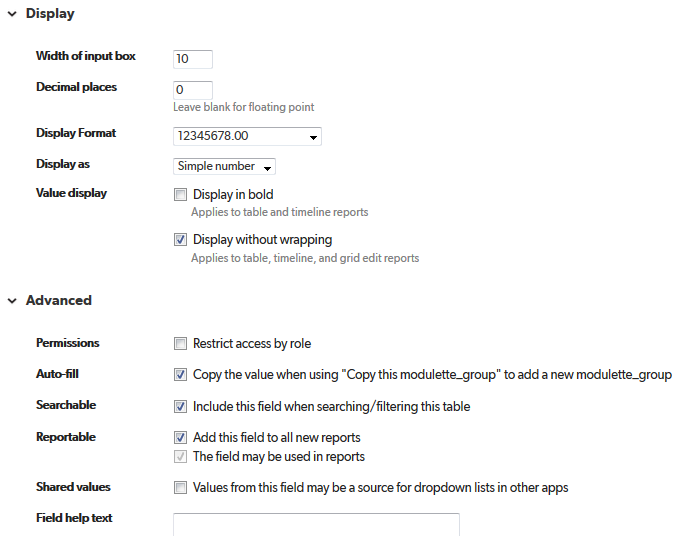 Display
Width of input box 10
Decimal places 0
Leave blank for floating point
Display Format 12345678.00
Display as Simple number
Value display Display in bold
Applies to table and timeline reports
Display without wrapping
Applies to table, timeline, and grid edit reports
Advanced
Permissions Restrict access by role
Auto-fill Copy the value when using "Copy this modulette_group" to add a new modulette_group
Searchable Include this field when searching/filtering this table
Reportable Add this field to all new reports
The field may be used in reports
Shared values Values from this field may be a source for dropdown lists in other apps
Field help text